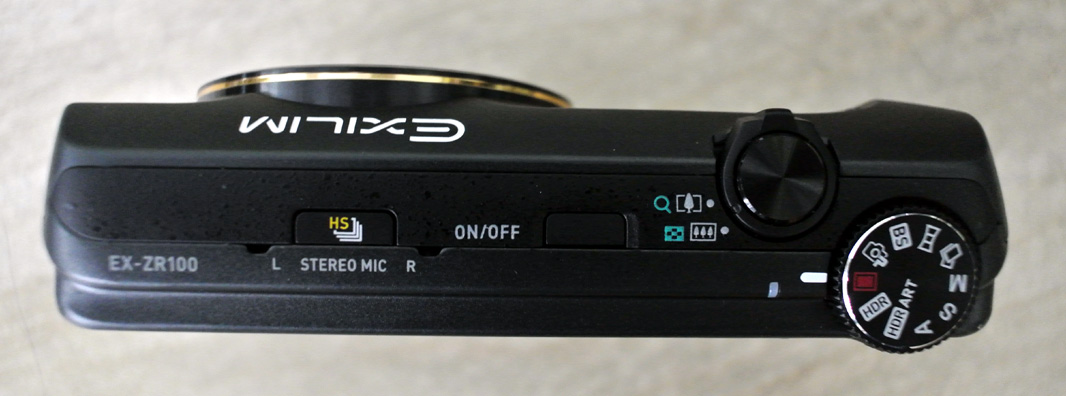 EXILIM
HS
ON/OFF
EX-ZR100
L STEREO MIC R
BS
M
S
A
HDR ART
HDR